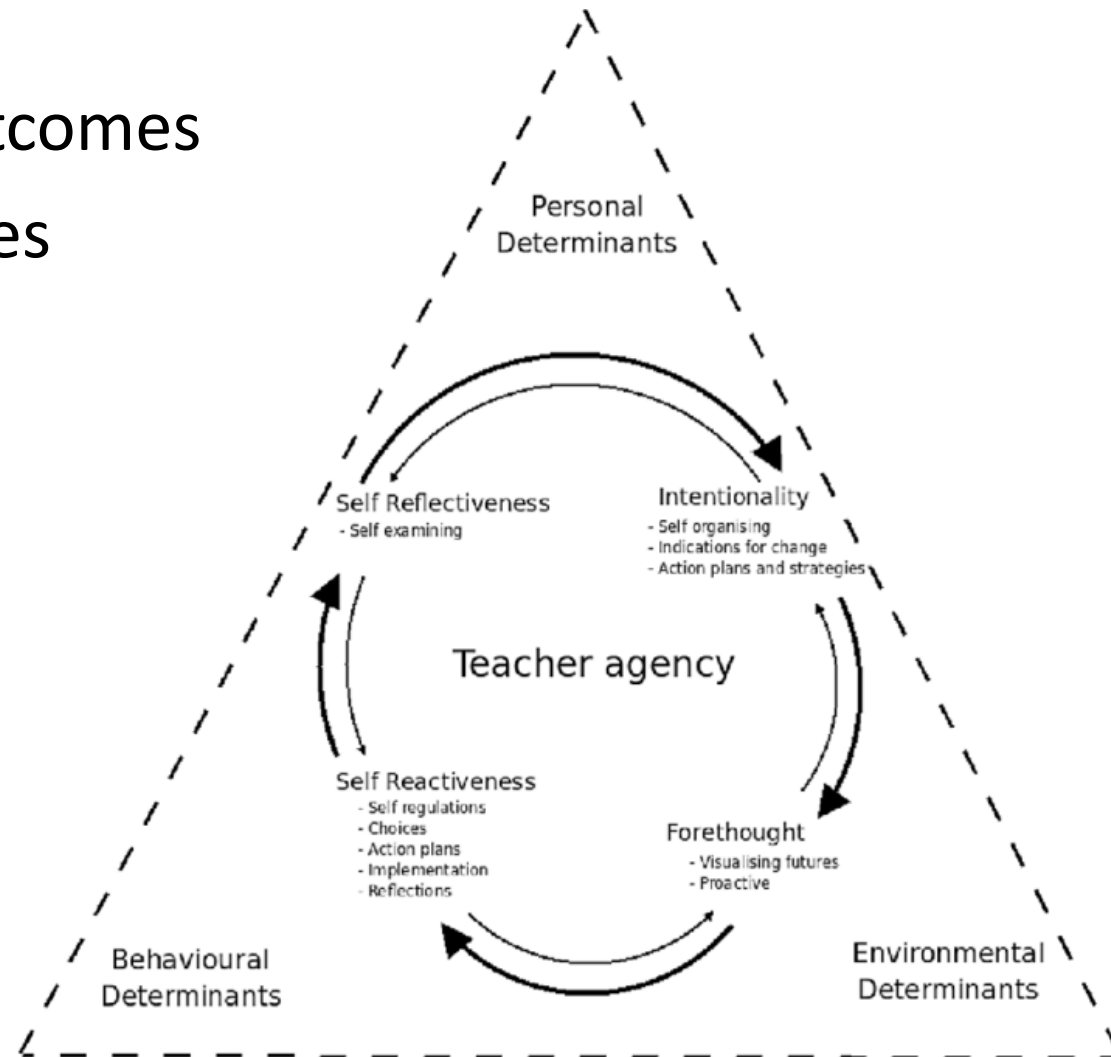 tcomes
es
Personal
Determinants
Self Reflectiveness
- Self examining
Intentionality
- Self organising
- Indications for change
- Action plans and strategies
Teacher agency
Self Reactiveness
- Self regulations
- Choices
- Action plans
- Implementation
- Reflections
Forethought
- Visualising futures
- Proactive
Behavioural
Determinants
Environmental
Determinants